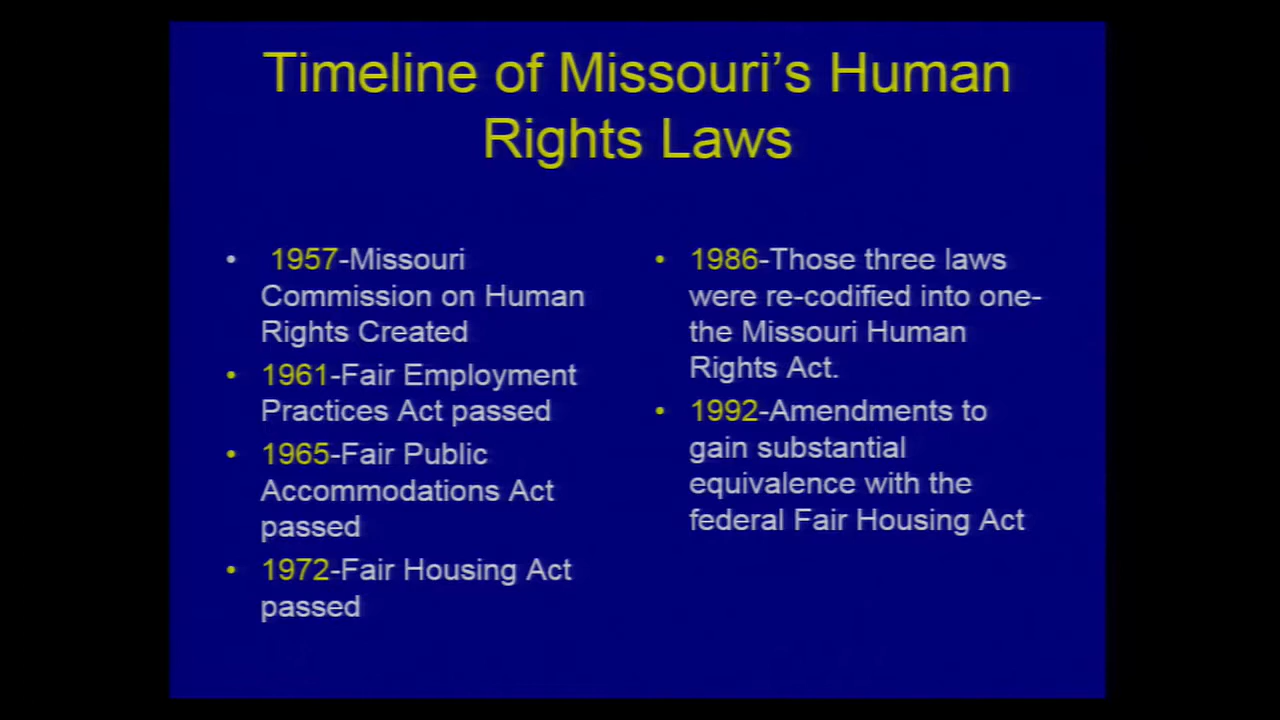 Timeline of Missouri's Human
Rights Laws
• 1957-Missouri
Commission on Human
Rights Created
• 1961-Fair Employment
Practices Act passed
• 1965-Fair Public
Accommodations Act
passed
• 1972-Fair Housing Act
passed
• 1986-Those three laws
were re-codified into one-
the Missouri Human
Rights Act.
• 1992-Amendments to
gain substantial
equivalence with the
federal Fair Housing Act